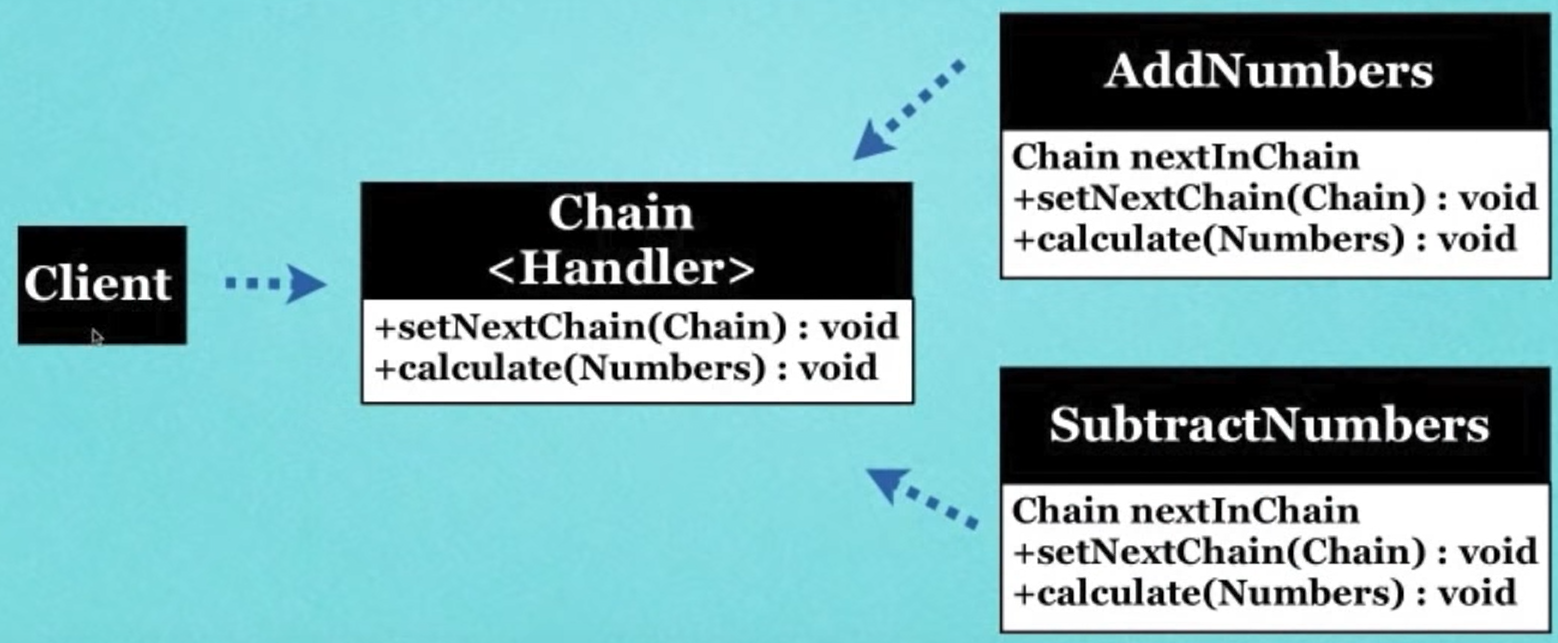 Client
Chain
<Handler>
+setNextChain(Chain) : void
+calculate(Numbers) : void
AddNumbers
Chain nextInChain
+setNextChain(Chain) : void
+calculate(Numbers) : void
SubtractNumbers
Chain nextInChain
+setNextChain(Chain) : void
+calculate(Numbers) : void